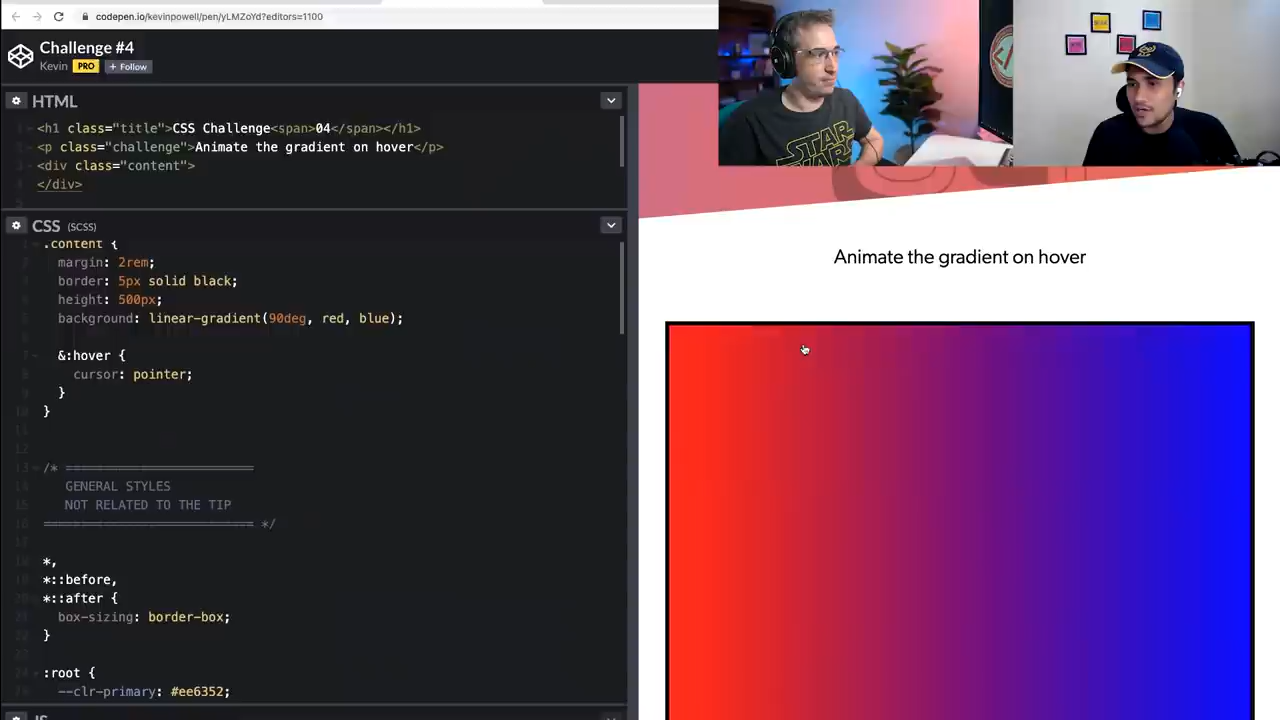 codepen.io/kevinpowell/pen/yLMZoYd?editors=1100
Challenge #4
Kevin PRO + Follow
HTML
<h1 class="title">CSS Challenge<span>04</span></h1>
<p class="challenge">Animate the gradient on hover</p>
<div class="content">
</div>
CSS (SCSS)
.content {
margin: 2rem;
border: 5px solid black;
height: 500px;
background: linear-gradient(90deg, red, blue);
&:hover {
cursor: pointer;
}
}
/* ═════════════════════════
GENERAL STYLES
NOT RELATED TO THE TIP
════════════════════════════ */
*,
*::before,
*::after {
box-sizing: border-box;
}
:root {
--clr-primary: #ee6352;
JS
STAR
WARS
Animate the gradient on hover